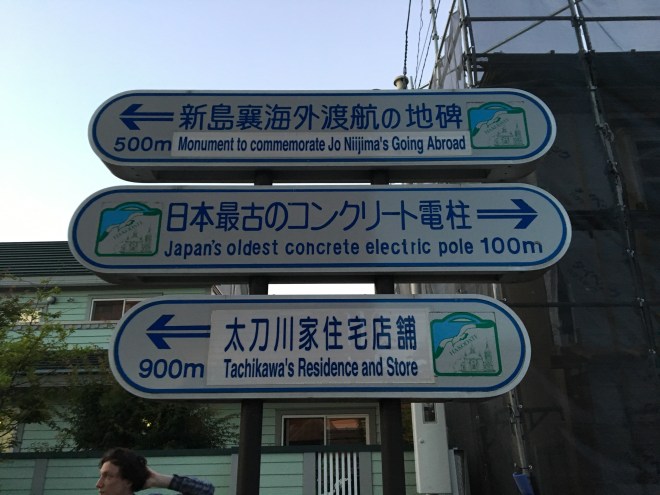 新島襄海外渡航の地碑
500m Monument to commemorate Jo Niijima's Going Abroad
日本最古のコンクリート電柱
Japan's oldest concrete electric pole 100m
太刀川家住宅店舗
900m Tachikawa's Residence and Store